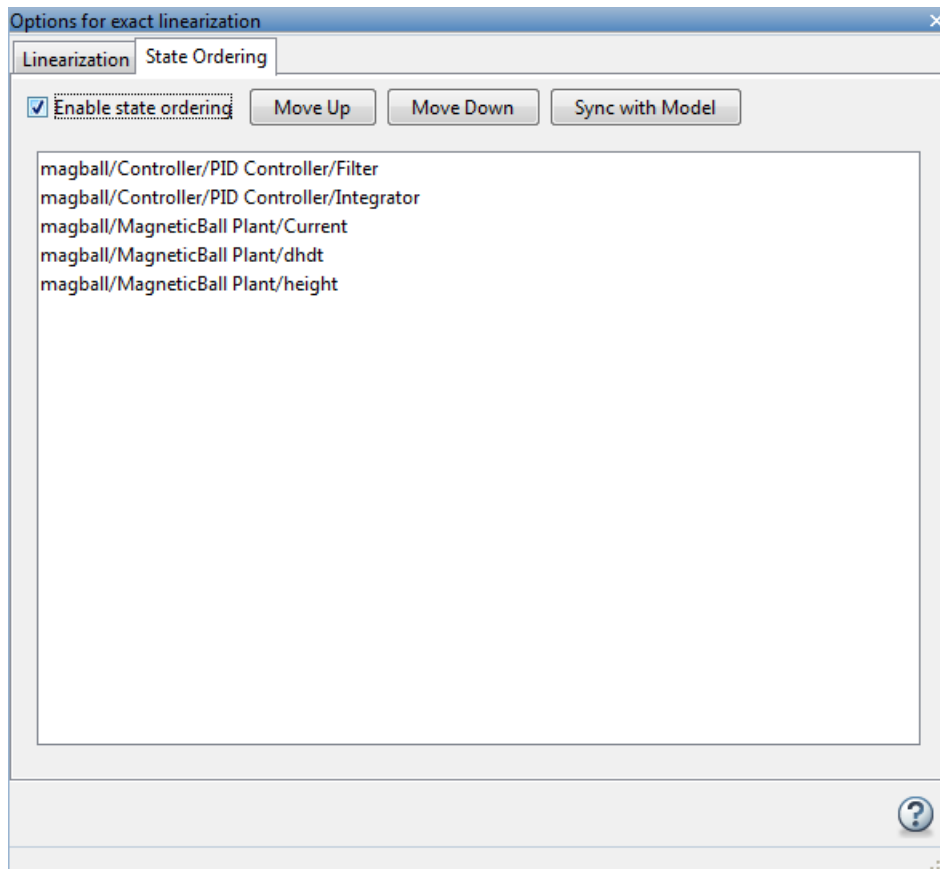 Options for exact linearization
Linearization State Ordering
Enable state ordering Move Up Move Down Sync with Model
magball/Controller/PID Controller/Filter
magball/Controller/PID Controller/Integrator
magball/MagneticBall Plant/Current
magball/MagneticBall Plant/dhdt
magball/MagneticBall Plant/height
?